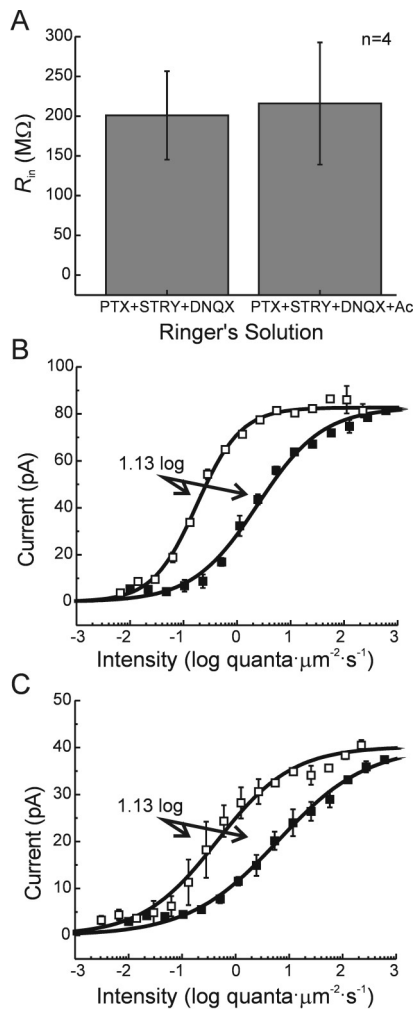 A
n=4
R_in (MΩ)
300
250
200
150
100
50
0
PTX+STRY+DNQX PTX+STRY+DNQX+Ac
Ringer's Solution
B
Current (pA)
100
80
60
40
20
0
1.13 log
-3 -2 -1 0 1 2 3
Intensity (log quanta·μm⁻²·s⁻¹)
C
Current (pA)
50
40
30
20
10
0
1.13 log
-3 -2 -1 0 1 2 3
Intensity (log quanta·μm⁻²·s⁻¹)